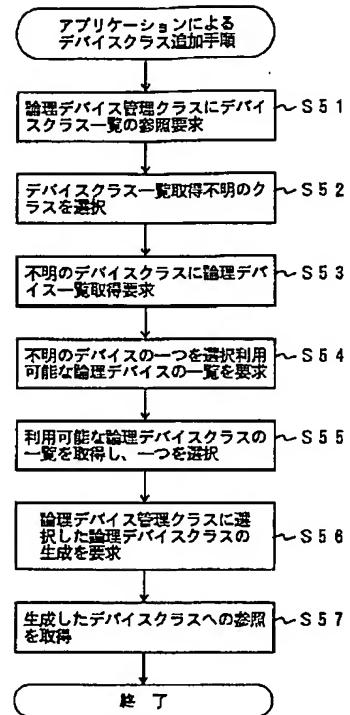 アプリケーションによる
デバイスクラス追加手順
論理デバイス管理クラスにデバイ
スクラス一覧の参照要求
S51
デバイスクラス一覧取得不明のク
ラスを選択
S52
不明のデバイスクラスに論理デバ
イス一覧取得要求
S53
不明のデバイスの一つを選択利用
可能な論理デバイスの一覧を要求
S54
利用可能な論理デバイスクラスの
一覧を取得し、一つを選択
S55
論理デバイス管理クラスに選
択した論理デバイスクラスの
生成を要求
S56
生成したデバイスクラスへの参照
を取得
S57
終了